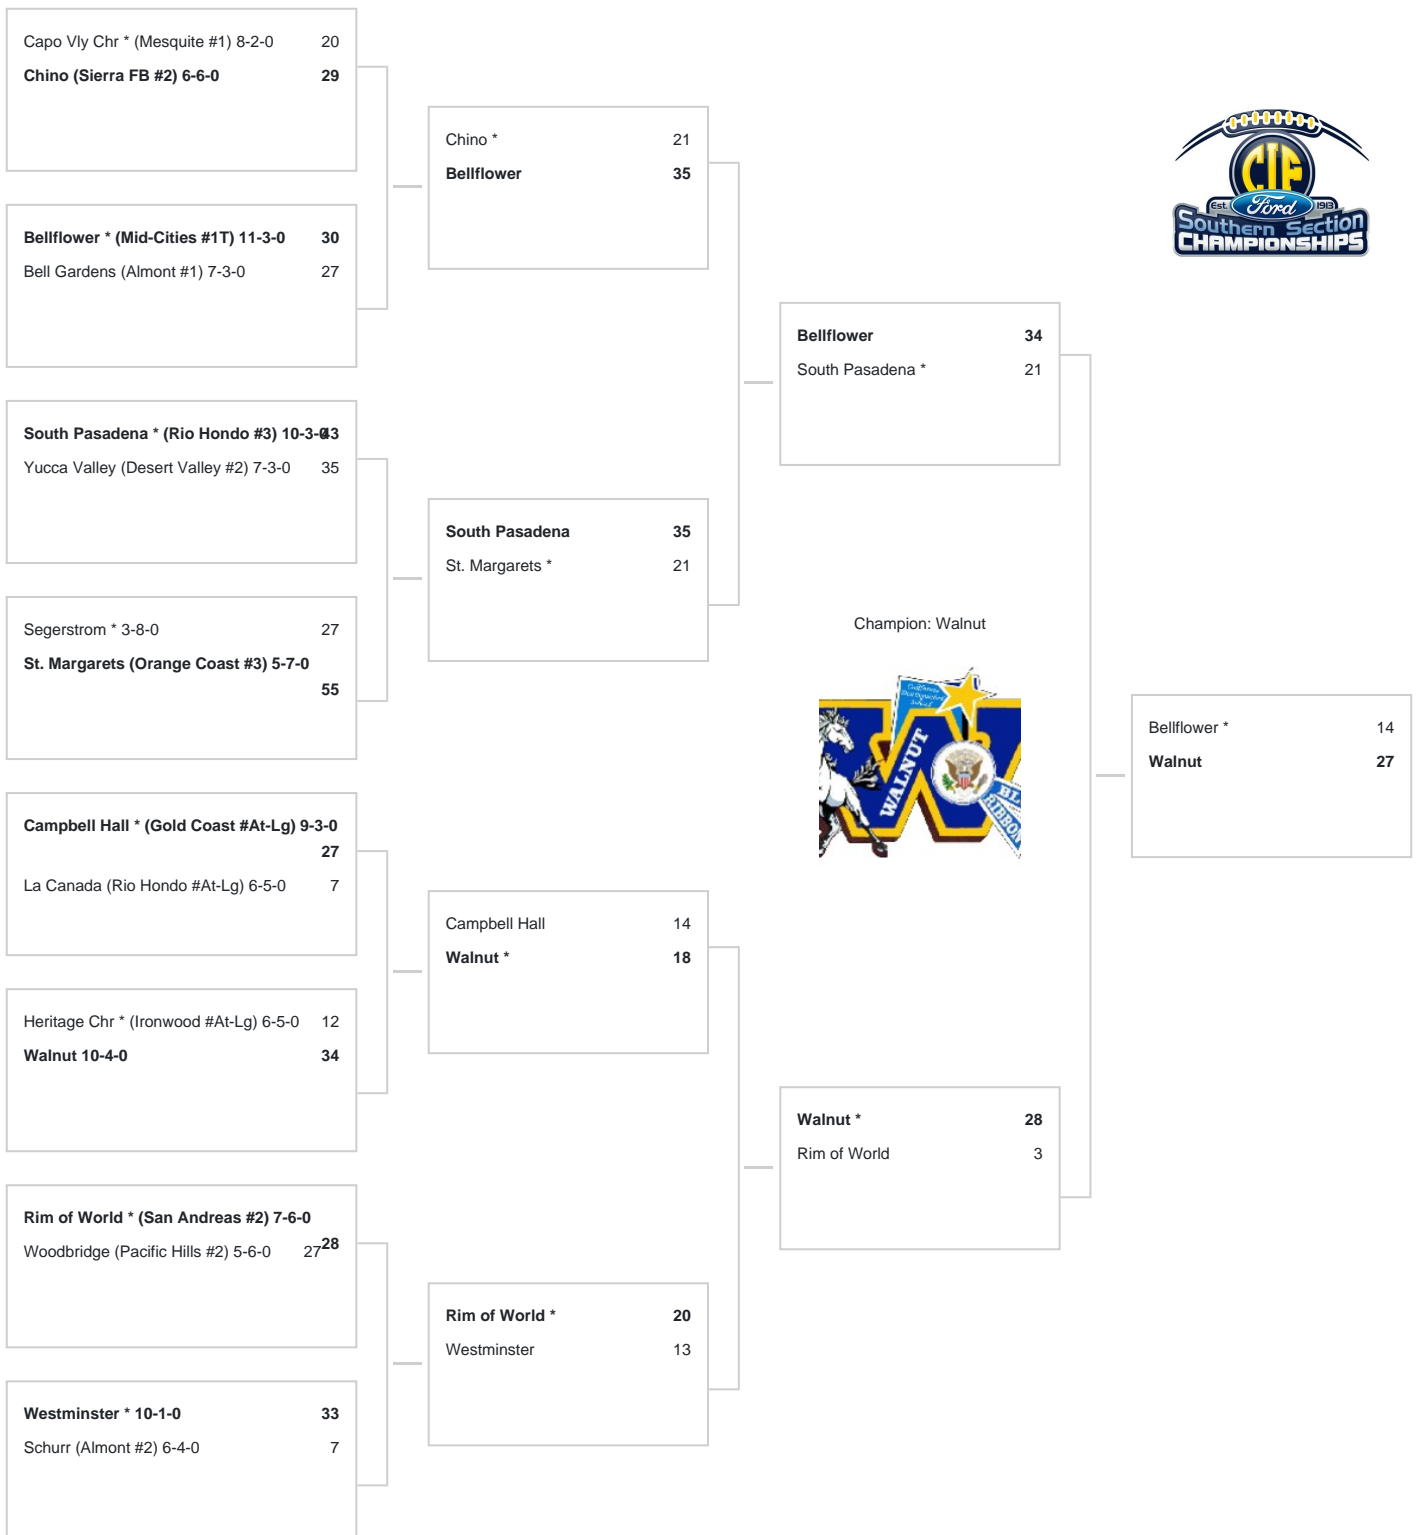 Capo Vly Chr * (Mesquite #1) 8-2-0 20
Chino (Sierra FB #2) 6-6-0 29
Bellflower * (Mid-Cities #1T) 11-3-0 30
Bell Gardens (Almont #1) 7-3-0 27
South Pasadena * (Rio Hondo #3) 10-3-0 43
Yucca Valley (Desert Valley #2) 7-3-0 35
Segerstrom * 3-8-0 27
St. Margarets (Orange Coast #3) 5-7-0
55
Campbell Hall * (Gold Coast #At-Lg) 9-3-0
27
La Canada (Rio Hondo #At-Lg) 6-5-0 7
Heritage Chr * (Ironwood #At-Lg) 6-5-0 12
Walnut 10-4-0 34
Rim of World * (San Andreas #2) 7-6-0
28
Woodbridge (Pacific Hills #2) 5-6-0 27
Westminster * 10-1-0 33
Schurr (Almont #2) 6-4-0 7
Chino * 21
Bellflower 35
South Pasadena 35
St. Margarets * 21
Campbell Hall 14
Walnut * 18
Rim of World * 20
Westminster 13
Bellflower 34
South Pasadena * 21
Champion: Walnut
WALNUT
Walnut * 28
Rim of World 3
CIF
Est. Ford 1913
Southern Section
CHAMPIONSHIPS
Bellflower * 14
Walnut 27